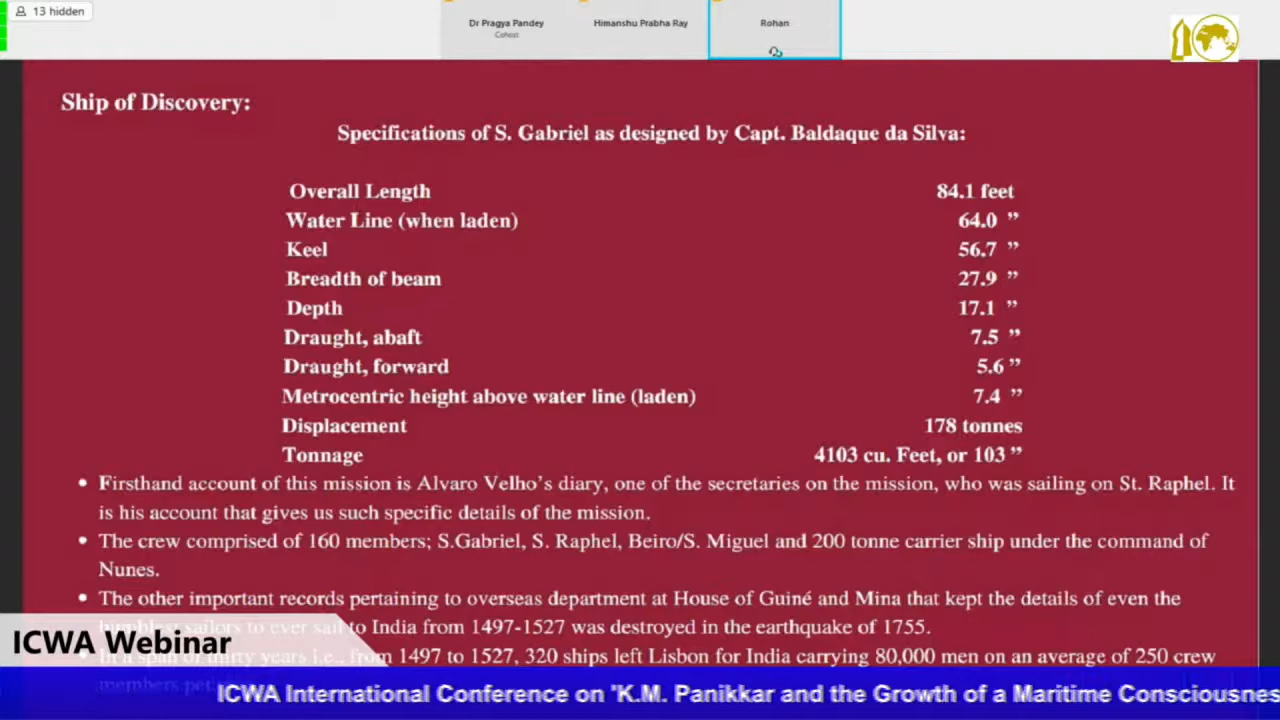 13 hidden
Dr Pragya Pandey
Cohost
Himanshu Prabha Ray
Rohan
10
Ship of Discovery:
Specifications of S. Gabriel as designed by Capt. Baldaque da Silva:
Overall Length 84.1 feet
Water Line (when laden) 64.0 ”
Keel 56.7 ”
Breadth of beam 27.9 ”
Depth 17.1 ”
Draught, abaft 7.5 ”
Draught, forward 5.6 ”
Metrocentric height above water line (laden) 7.4 ”
Displacement 178 tonnes
Tonnage 4103 cu. Feet, or 103 ”
• Firsthand account of this mission is Alvaro Velho’s diary, one of the secretaries on the mission, who was sailing on St. Raphel. It
is his account that gives us such specific details of the mission.
• The crew comprised of 160 members; S.Gabriel, S. Raphel, Beiro/S. Miguel and 200 tonne carrier ship under the command of
Nunes.
• The other important records pertaining to overseas department at House of Guiné and Mina that kept the details of even the
humblest sailors to ever sail to India from 1497-1527 was destroyed in the earthquake of 1755.
In a span of thirty years i.e., from 1497 to 1527, 320 ships left Lisbon for India carrying 80,000 men on an average of 250 crew
members
ICWA Webinar
ICWA International Conference on 'K.M. Panikkar and the Growth of a Maritime Consciousnes